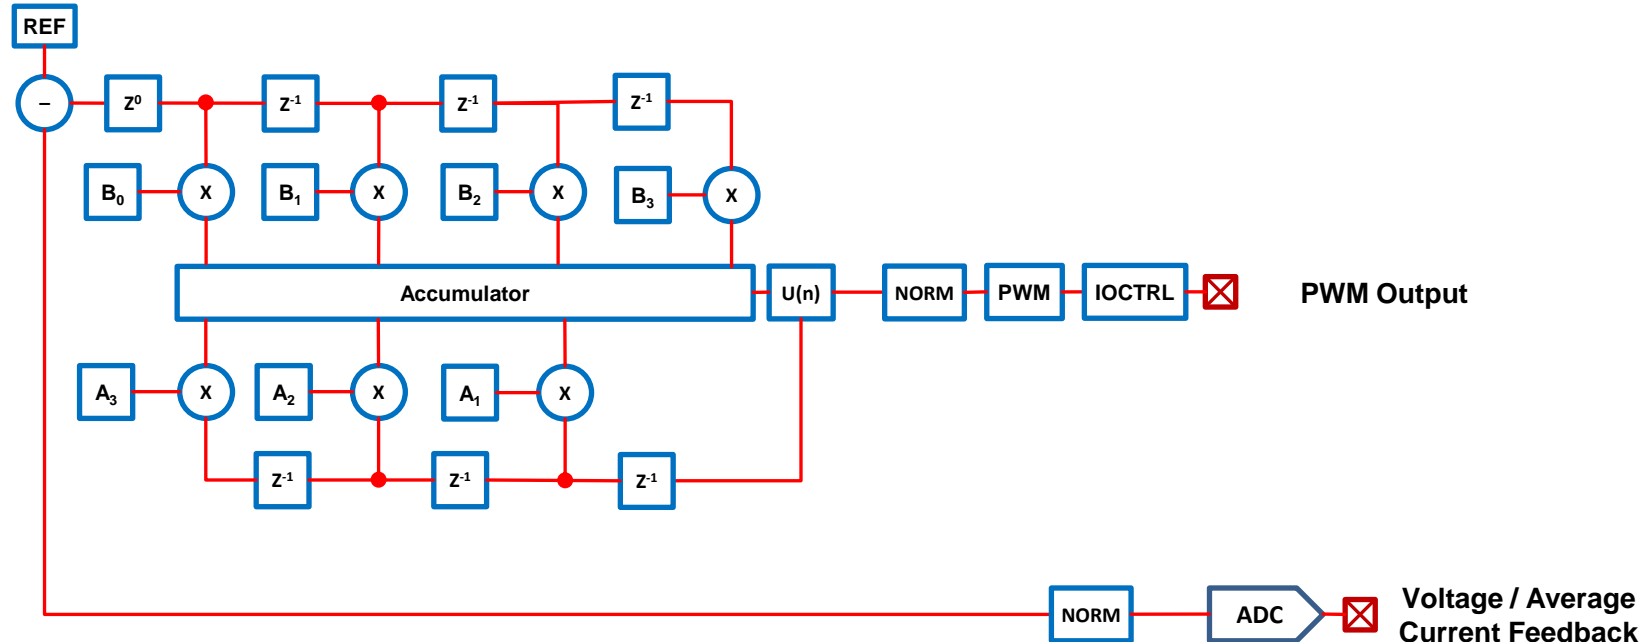 REF
–
Z⁰
Z⁻¹
Z⁻¹
Z⁻¹
B₀
X
B₁
X
B₂
X
B₃
X
Accumulator
U(n)
NORM
PWM
IOCTRL
PWM Output
A₃
X
A₂
X
A₁
X
Z⁻¹
Z⁻¹
Z⁻¹
NORM
ADC
Voltage / Average
Current Feedback